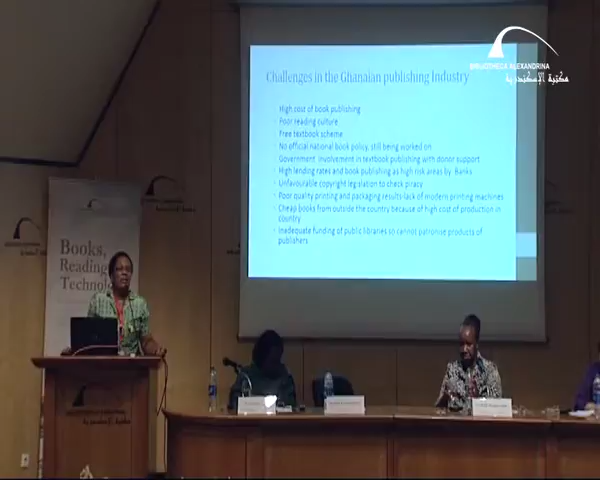 BIBLIOTHECA ALEXANDRINA
مكتبة الإسكندرية
Challenges in the Ghanaian publishing Industry
High cost of book publishing
Poor reading culture
Free textbook scheme
No official national book policy, still being worked on
Government involvement in textbook publishing with donor support
High lending rates and book publishing as high risk areas by Banks
Unfavourable copyright legislation to check piracy
Poor quality printing and packaging results-lack of modern printing machines
Cheap books from outside the country because of high cost of production in
country
Inadequate funding of public libraries so cannot patronise products of
publishers
Books,
Reading
Technolo